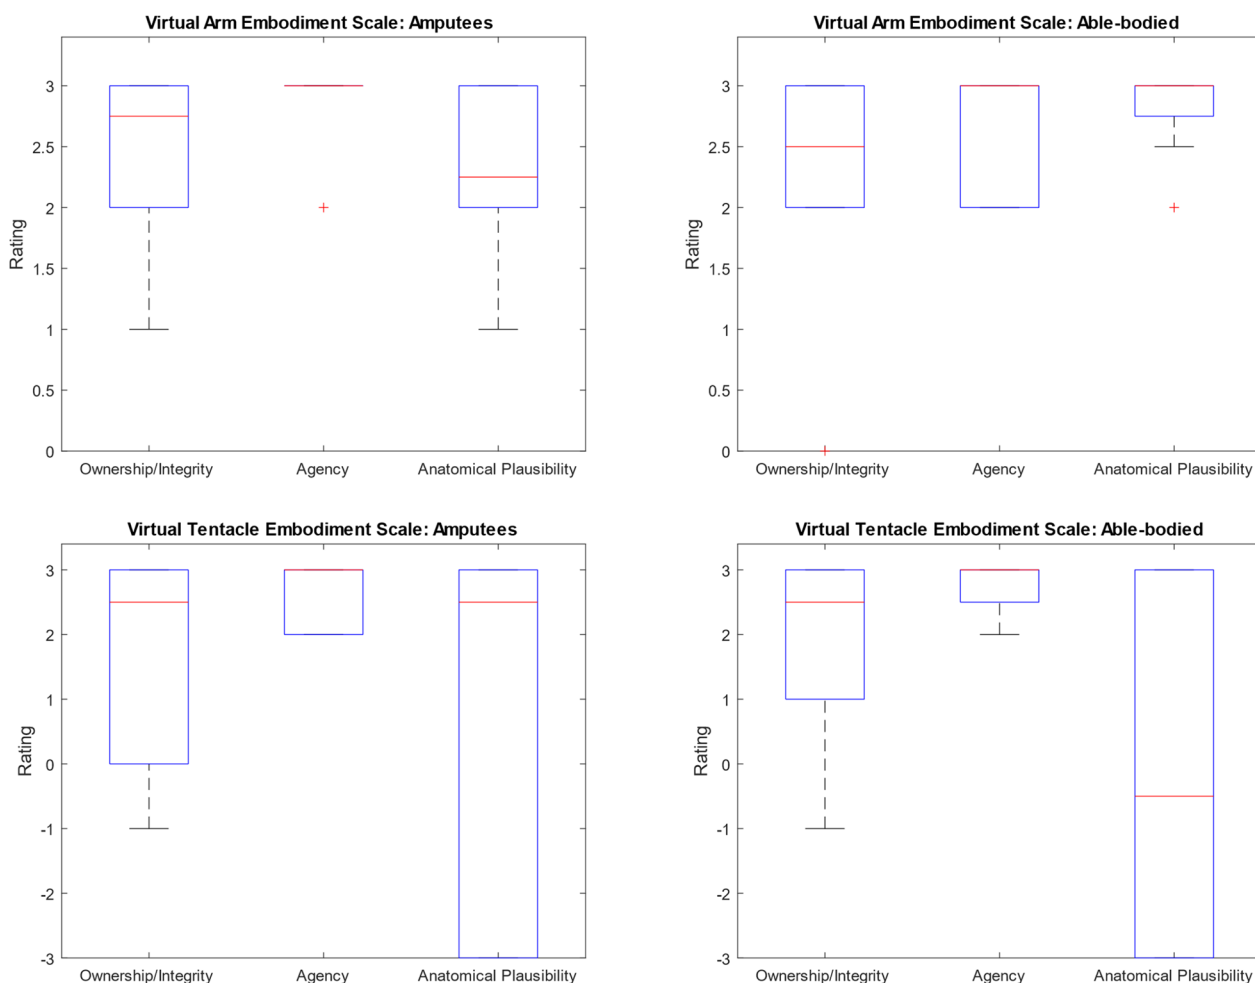 Virtual Arm Embodiment Scale: Amputees
Rating
3
2.5
2
1.5
1
0.5
0
Ownership/Integrity Agency Anatomical Plausibility
Virtual Arm Embodiment Scale: Able-bodied
Rating
3
2.5
2
1.5
1
0.5
0
Ownership/Integrity Agency Anatomical Plausibility
Virtual Tentacle Embodiment Scale: Amputees
Rating
3
2
1
0
-1
-2
-3
Ownership/Integrity Agency Anatomical Plausibility
Virtual Tentacle Embodiment Scale: Able-bodied
Rating
3
2
1
0
-1
-2
-3
Ownership/Integrity Agency Anatomical Plausibility